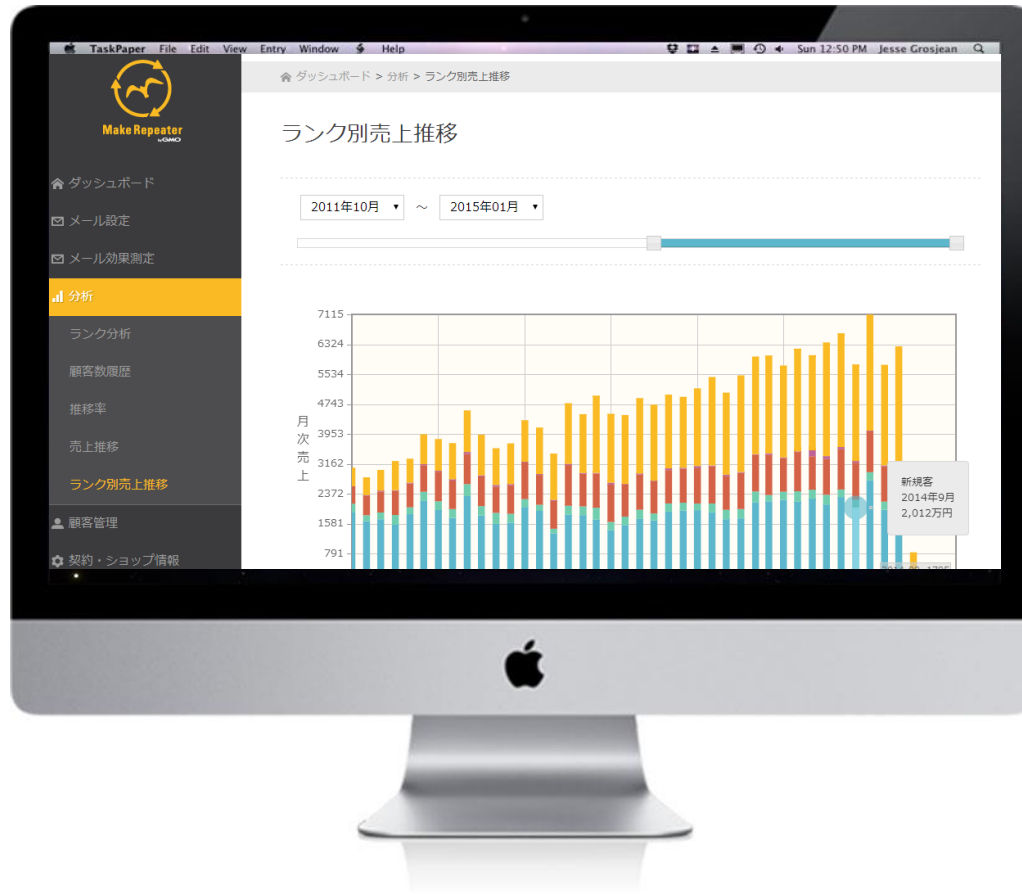 TaskPaper File Edit View Entry Window Help
Sun 12:50 PM Jesse Grosjean
Make Repeater
by GMO
ダッシュボード
メール設定
メール効果測定
分析
ランク分析
顧客数履歴
推移率
売上推移
ランク別売上推移
顧客管理
契約・ショップ情報
ダッシュボード > 分析 > ランク別売上推移
ランク別売上推移
2011年10月 ～ 2015年01月
月次売上
7115
6324
5534
4743
3953
3162
2372
1581
791
新規客
2014年9月
2,012万円